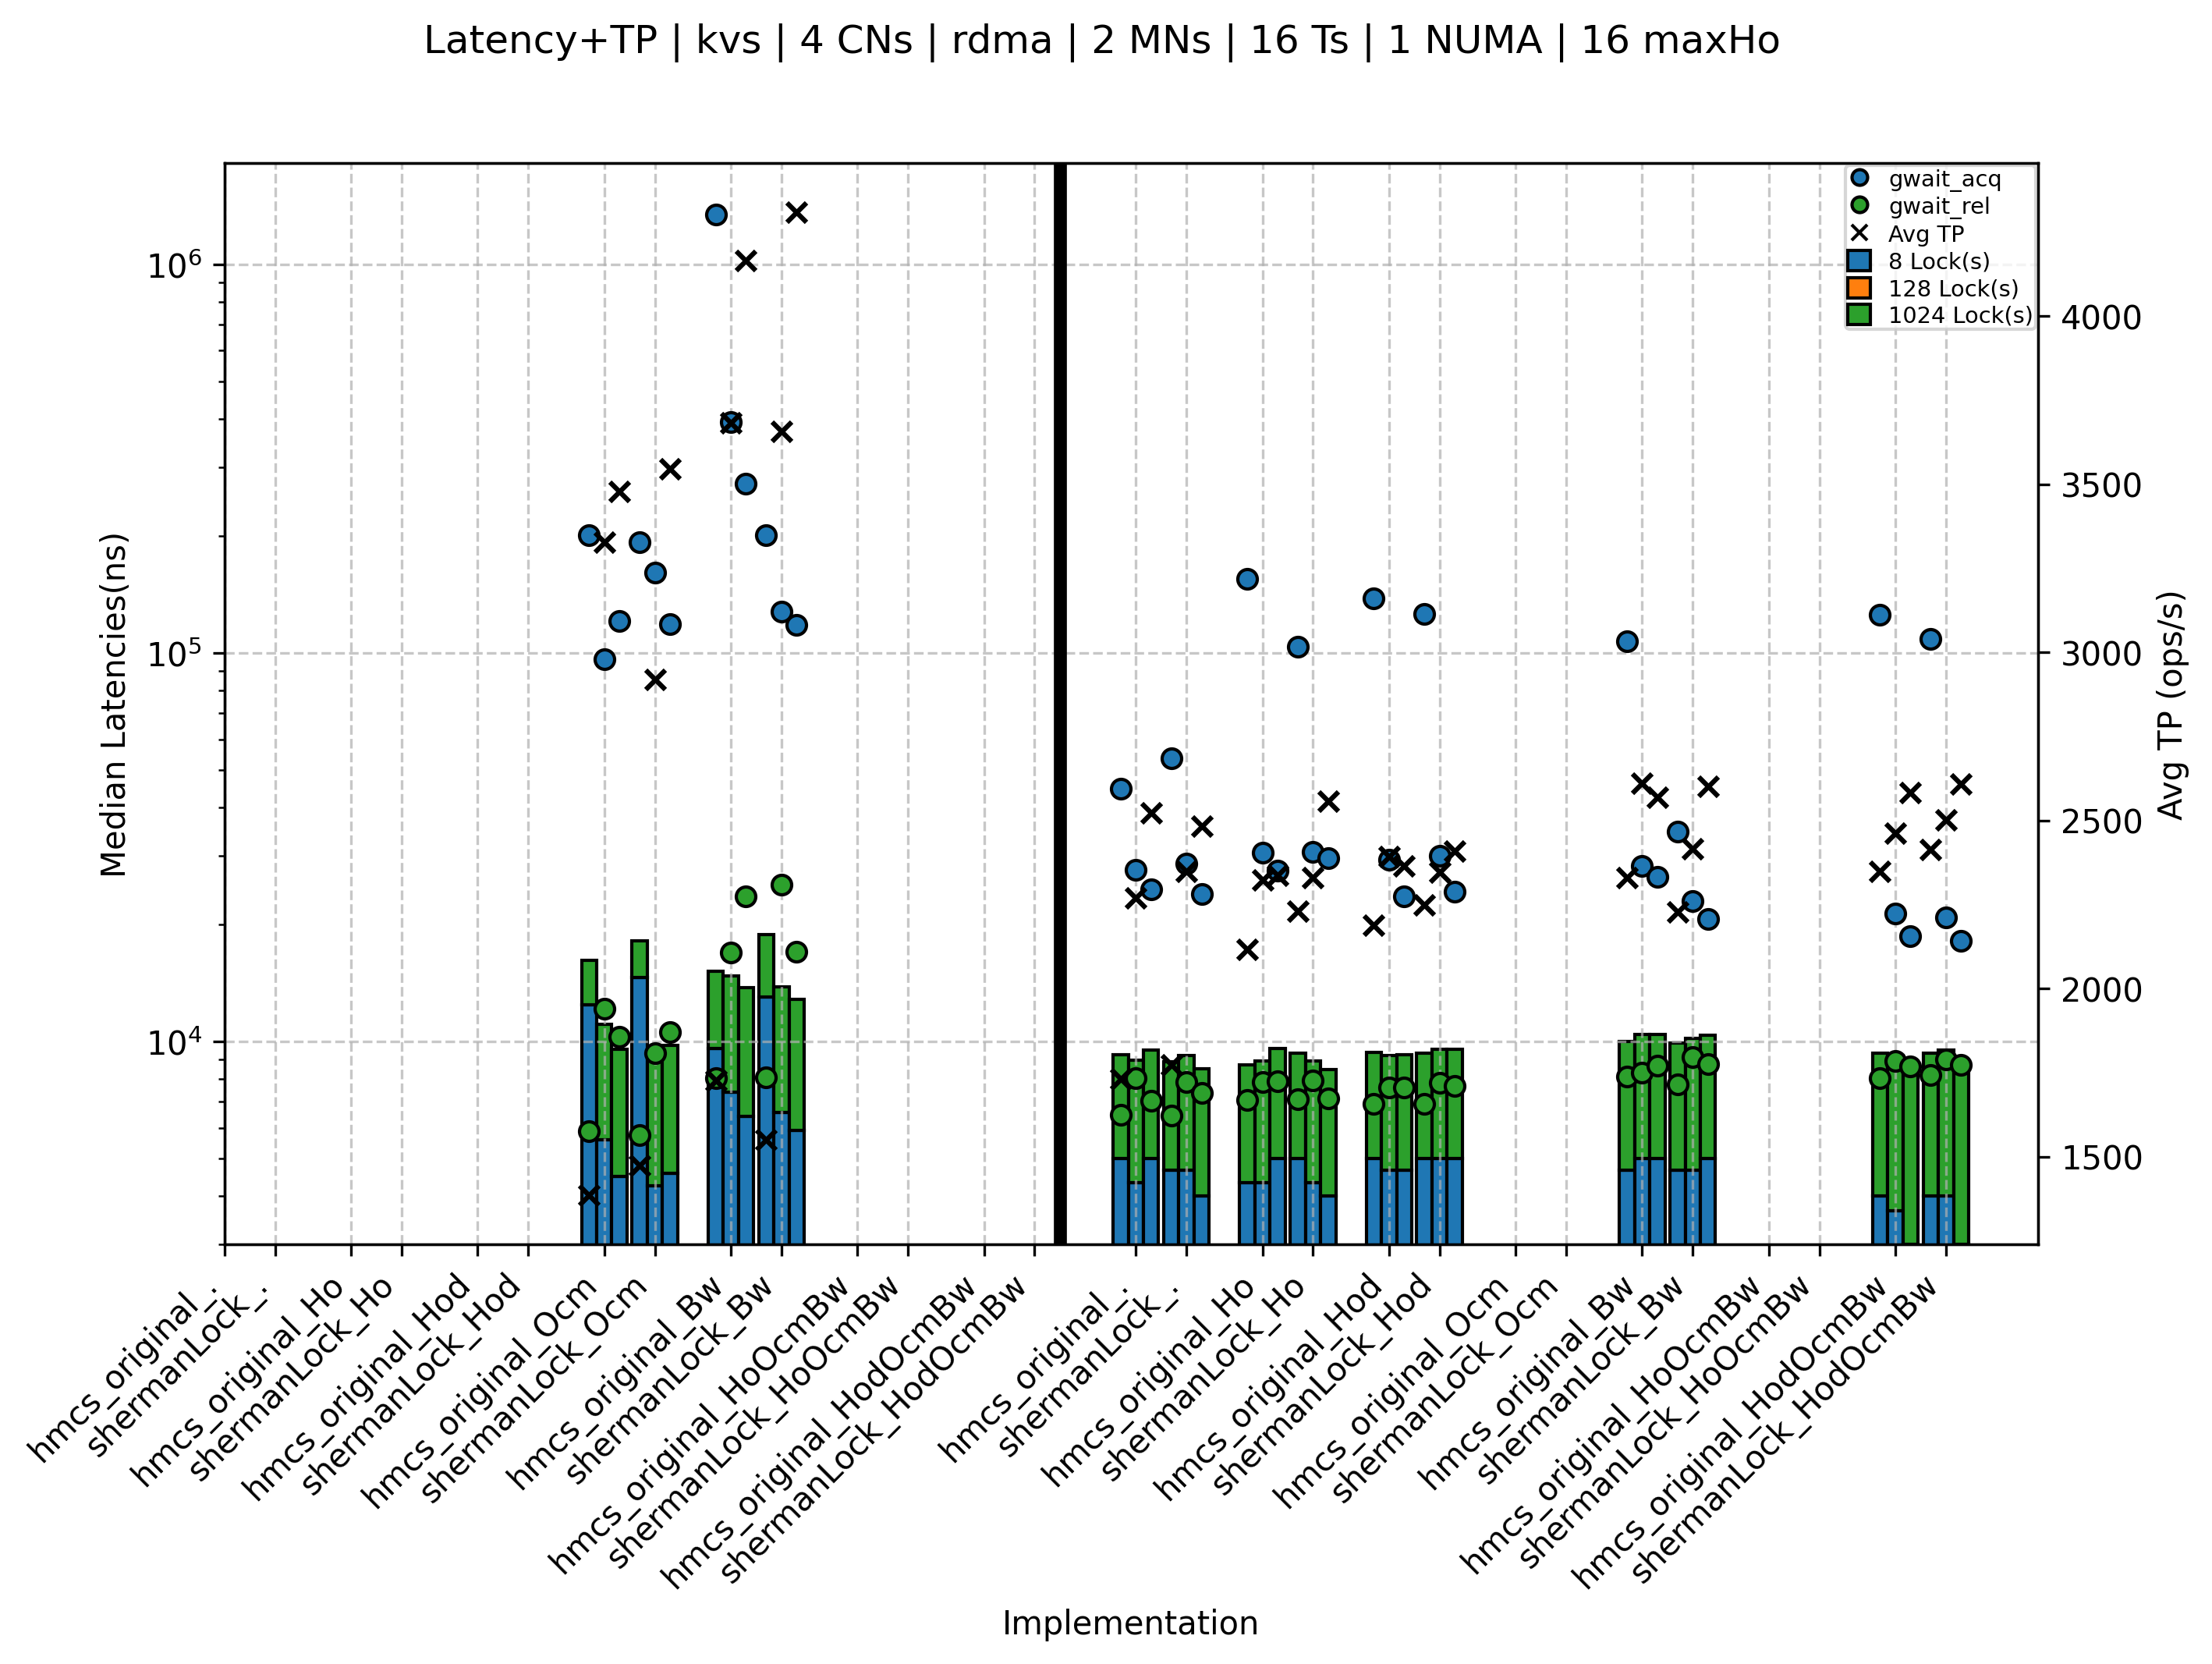 Latency+TP | kvs | 4 CNs | rdma | 2 MNs | 16 Ts | 1 NUMA | 16 maxHo
gwait_acq
gwait_rel
Avg TP
8 Lock(s)
128 Lock(s)
1024 Lock(s)
Median Latencies(ns)
10^6
10^5
10^4
Avg TP (ops/s)
4000
3500
3000
2500
2000
1500
hmcs_original_.
shermanLock_.
hmcs_original_Ho
shermanLock_Ho
hmcs_original_Hod
shermanLock_Hod
hmcs_original_Ocm
shermanLock_Ocm
hmcs_original_Bw
shermanLock_Bw
hmcs_original_HoOcmBw
shermanLock_HoOcmBw
hmcs_original_HodOcmBw
shermanLock_HodOcmBw
hmcs_original_.
shermanLock_.
hmcs_original_Ho
shermanLock_Ho
hmcs_original_Hod
shermanLock_Hod
hmcs_original_Ocm
shermanLock_Ocm
hmcs_original_Bw
shermanLock_Bw
hmcs_original_HoOcmBw
shermanLock_HoOcmBw
hmcs_original_HodOcmBw
shermanLock_HodOcmBw
Implementation